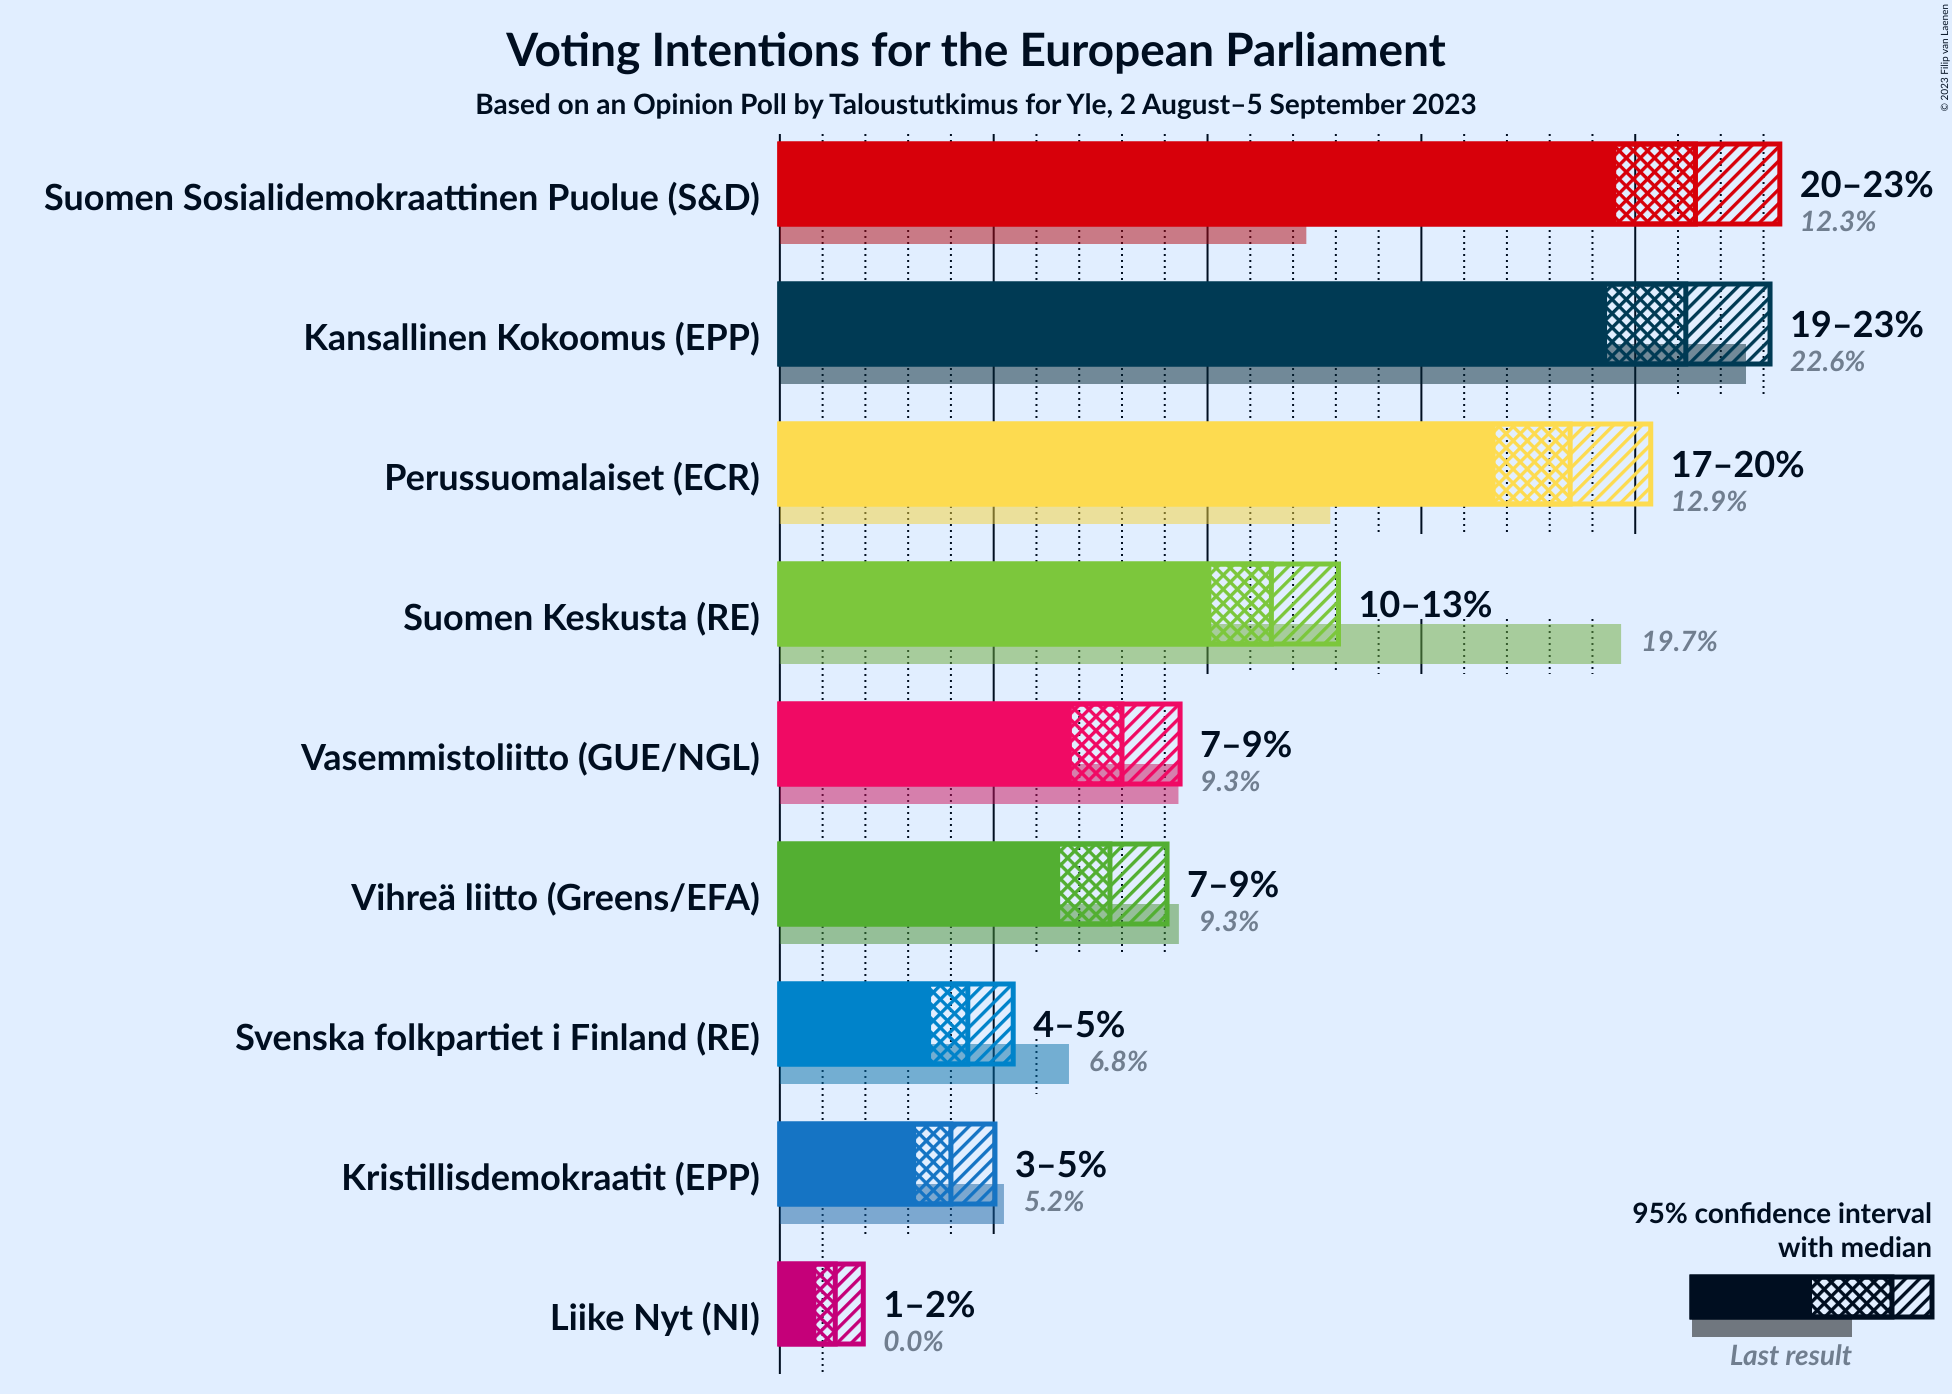 Voting Intentions for the European Parliament
Based on an Opinion Poll by Taloustutkimus for Yle, 2 August–5 September 2023
© 2023 Filip van Laenen
Suomen Sosialidemokraattinen Puolue (S&D)
20–23%
12.3%
Kansallinen Kokoomus (EPP)
19–23%
22.6%
Perussuomalaiset (ECR)
17–20%
12.9%
Suomen Keskusta (RE)
10–13%
19.7%
Vasemmistoliitto (GUE/NGL)
7–9%
9.3%
Vihreä liitto (Greens/EFA)
7–9%
9.3%
Svenska folkpartiet i Finland (RE)
4–5%
6.8%
Kristillisdemokraatit (EPP)
3–5%
5.2%
Liike Nyt (NI)
1–2%
0.0%
95% confidence interval
with median
Last result